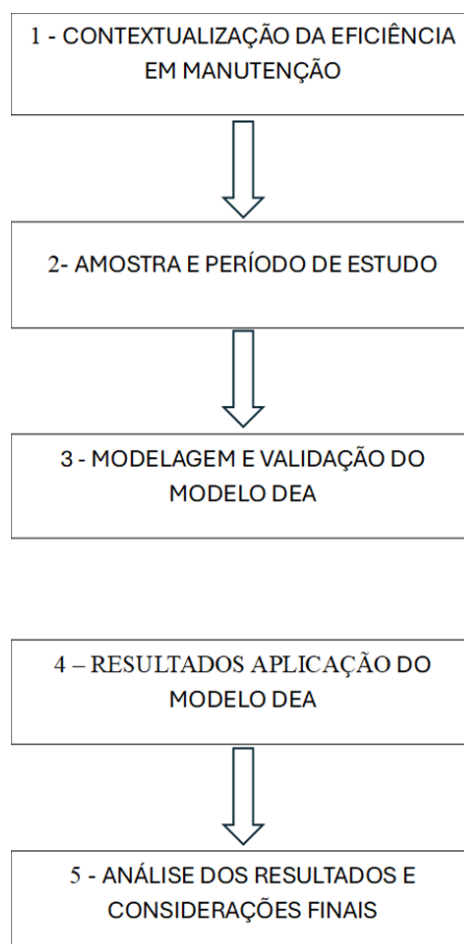 1 - CONTEXTUALIZAÇÃO DA EFICIÊNCIA
EM MANUTENÇÃO
2- AMOSTRA E PERÍODO DE ESTUDO
3 - MODELAGEM E VALIDAÇÃO DO
MODELO DEA
4 – RESULTADOS APLICAÇÃO DO
MODELO DEA
5 - ANÁLISE DOS RESULTADOS E
CONSIDERAÇÕES FINAIS